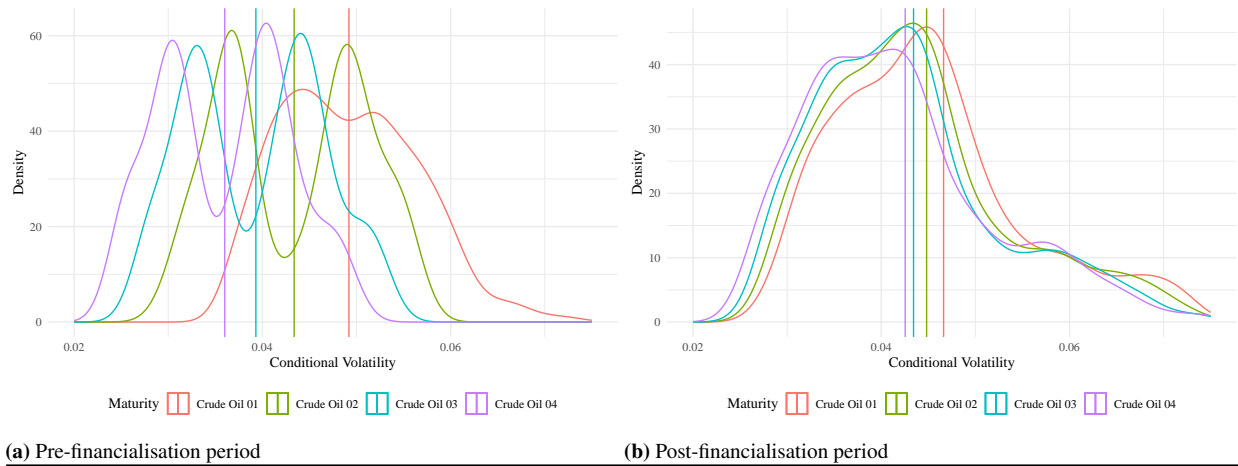 60
40
20
0
Density
0.02
0.04
0.06
Conditional Volatility
Maturity
Crude Oil 01
Crude Oil 02
Crude Oil 03
Crude Oil 04
(a) Pre-financialisation period
40
30
20
10
0
Density
0.02
0.04
0.06
Conditional Volatility
Maturity
Crude Oil 01
Crude Oil 02
Crude Oil 03
Crude Oil 04
(b) Post-financialisation period